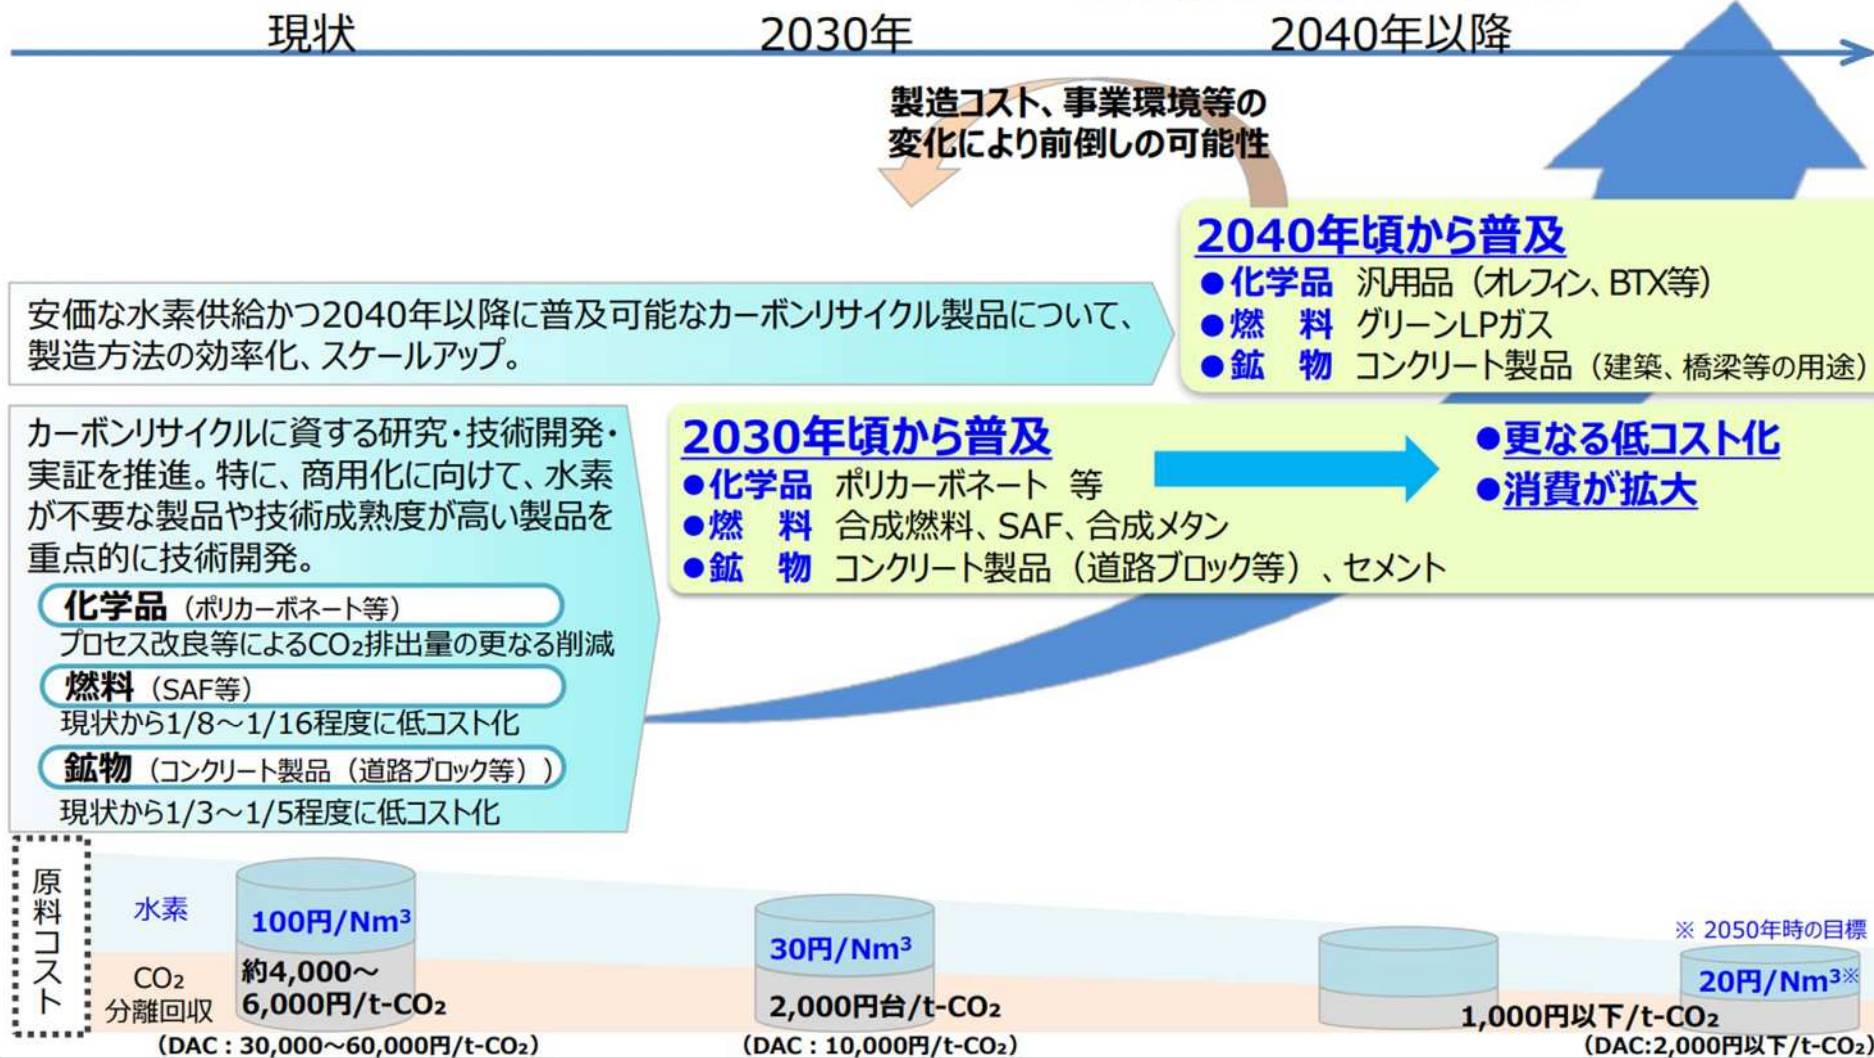 現状
2030年
2040年以降
製造コスト、事業環境等の
変化により前倒しの可能性
2040年頃から普及
●化学品 汎用品（オレフィン、BTX等）
●燃 料 グリーンLPガス
●鉱 物 コンクリート製品（建築、橋梁等の用途）
安価な水素供給かつ2040年以降に普及可能なカーボンリサイクル製品について、
製造方法の効率化、スケールアップ。
カーボンリサイクルに資する研究・技術開発・
実証を推進。特に、商用化に向けて、水素
が不要な製品や技術成熟度が高い製品を
重点的に技術開発。
化学品（ポリカーボネート等）
プロセス改良等によるCO₂排出量の更なる削減
燃料（SAF等）
現状から1/8～1/16程度に低コスト化
鉱物（コンクリート製品（道路ブロック等））
現状から1/3～1/5程度に低コスト化
2030年頃から普及
●化学品 ポリカーボネート 等
●燃 料 合成燃料、SAF、合成メタン
●鉱 物 コンクリート製品（道路ブロック等）、セメント
●更なる低コスト化
●消費が拡大
原料コスト
水素
100円/Nm³
30円/Nm³
※ 2050年時の目標
20円/Nm³※
CO₂
分離回収
約4,000～
6,000円/t-CO₂
2,000円台/t-CO₂
1,000円以下/t-CO₂
（DAC：30,000～60,000円/t-CO₂）
（DAC：10,000円/t-CO₂）
（DAC:2,000円以下/t-CO₂）